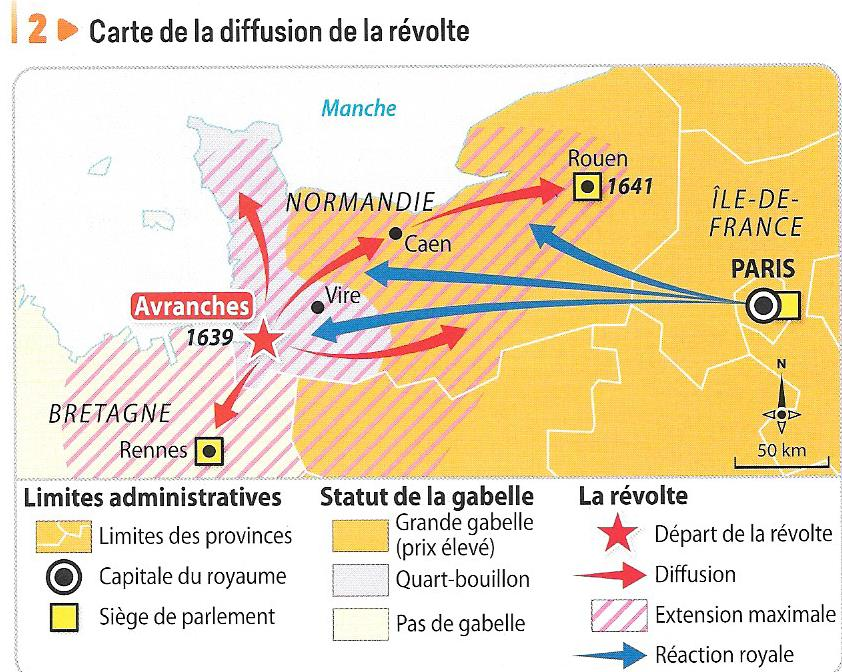 2 ▶ Carte de la diffusion de la révolte
Manche
Rouen
1641
NORMANDIE
ÎLE-DE-
FRANCE
Caen
PARIS
Vire
Avranches
1639
N
BRETAGNE
Rennes
50 km
Limites administratives
Limites des provinces
Capitale du royaume
Siège de parlement
Statut de la gabelle
Grande gabelle
(prix élevé)
Quart-bouillon
Pas de gabelle
La révolte
Départ de la révolte
Diffusion
Extension maximale
Réaction royale